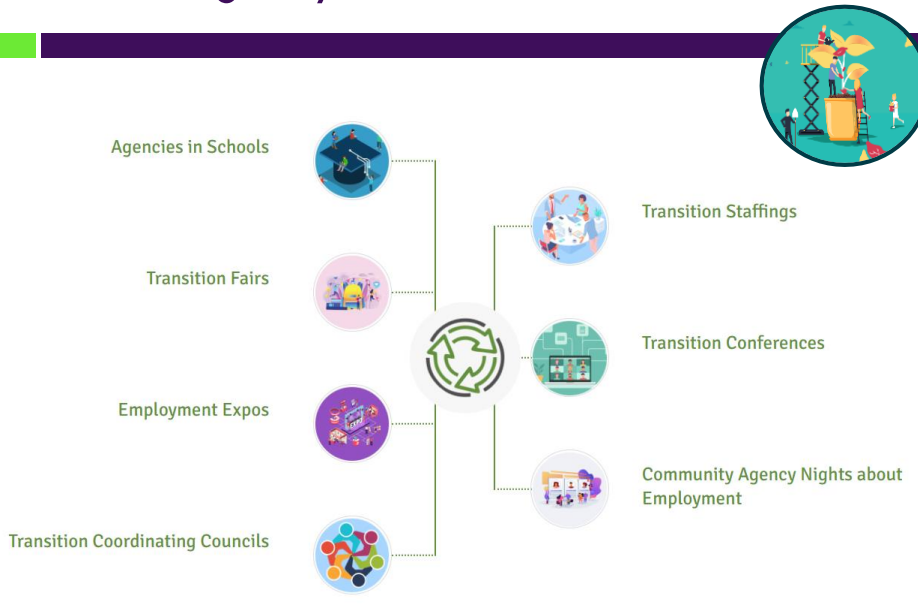 Agencies in Schools
Transition Fairs
Employment Expos
Transition Coordinating Councils
Transition Staffings
Transition Conferences
Community Agency Nights about
Employment